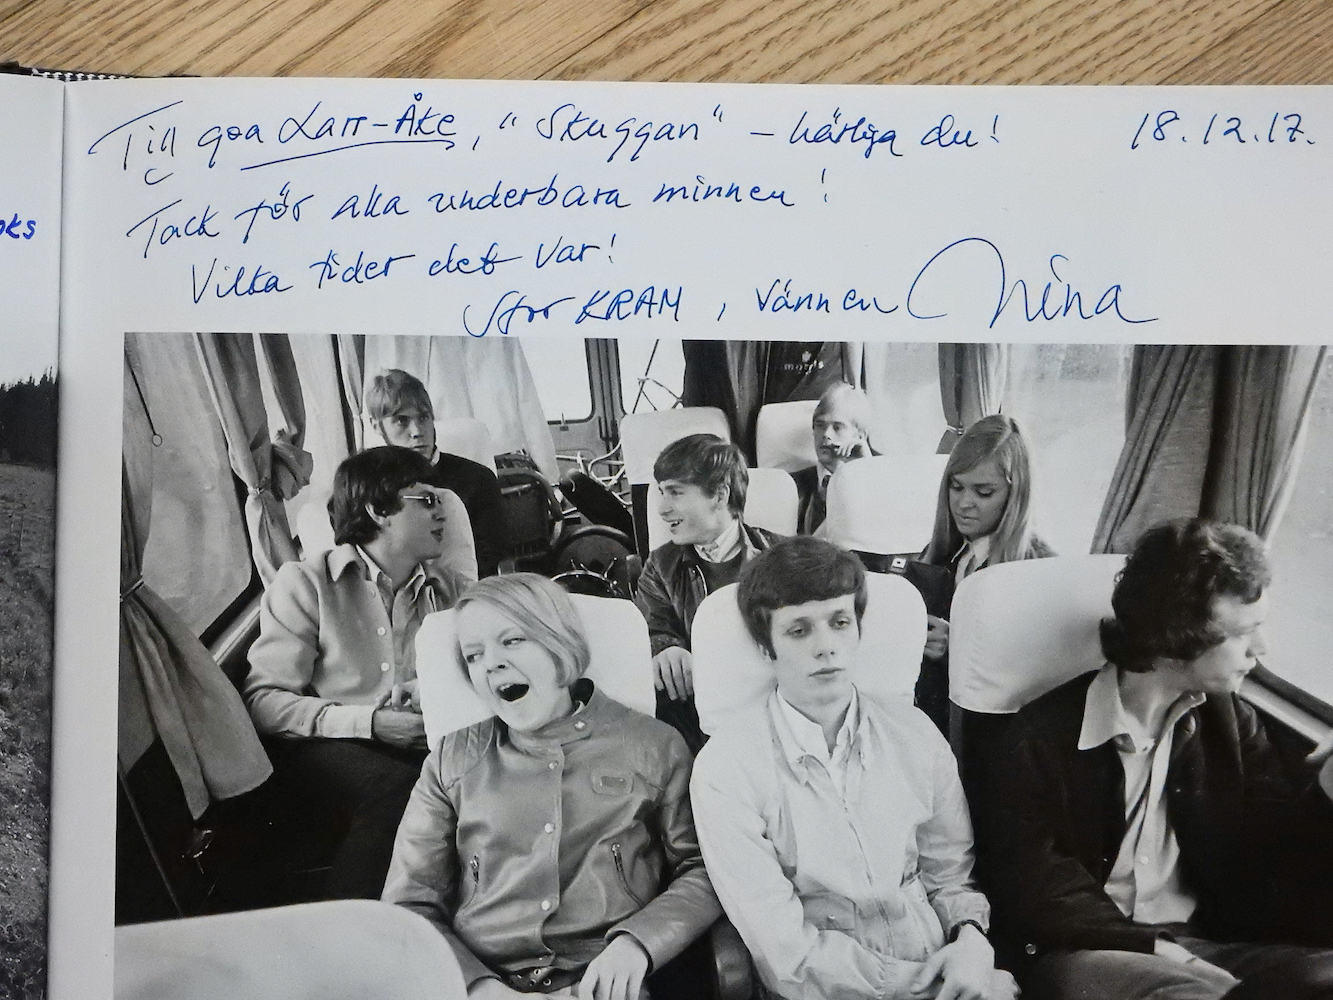 Till goa Lars-Åke, "Skuggan" - härliga du! 18.12.17.
Tack för alla underbara minnen!
Vilka tider det var!
Stor KRAM, vännen Nina